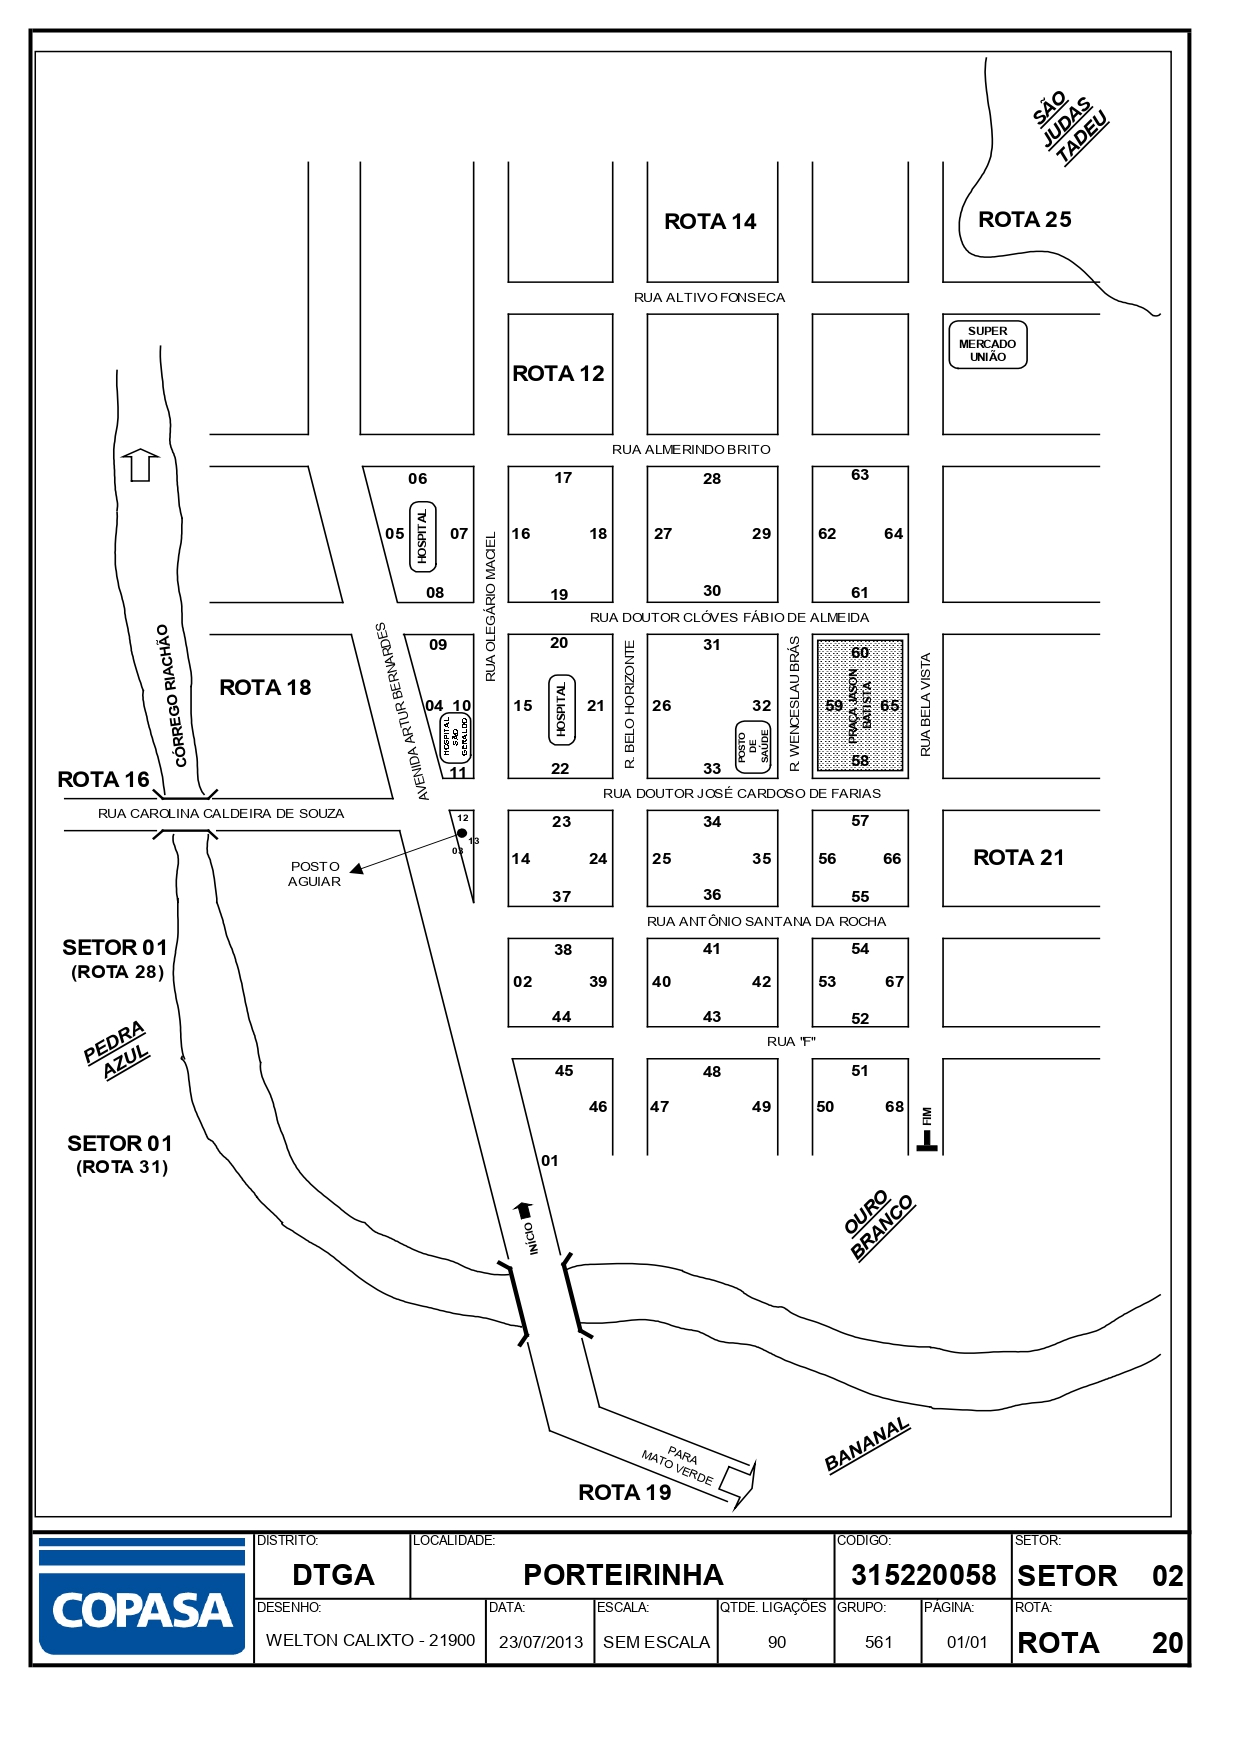 SÃO
JUDAS
TADEU
ROTA 14
ROTA 25
RUA ALTIVO FONSECA
SUPER
MERCADO
UNIÃO
ROTA 12
RUA ALMERINDO BRITO
06
17
28
63
05
HOSPITAL
07
16
18
27
29
62
64
08
19
30
61
RUA OLEGÁRIO MACIEL
RUA DOUTOR CLÓVES FÁBIO DE ALMEIDA
CÓRREGO RIACHÃO
ROTA 18
AVENIDA ARTUR BERNARDES
09
20
31
60
04
10
HOSPITAL
SÃO
GERALDO
15
HOSPITAL
21
R. BELO HORIZONTE
26
32
POSTO
DE
SAÚDE
R. WENCESLAU BRÁS
59
PRAÇA JASON
BATISTA
65
RUA BELA VISTA
11
22
33
58
ROTA 16
RUA DOUTOR JOSÉ CARDOSO DE FARIAS
RUA CAROLINA CALDEIRA DE SOUZA
12
13
03
23
34
57
POSTO
AGUIAR
14
24
25
35
56
66
ROTA 21
37
36
55
RUA ANTÔNIO SANTANA DA ROCHA
SETOR 01
(ROTA 28)
38
41
54
02
39
40
42
53
67
44
43
52
PEDRA
AZUL
RUA "F"
45
48
51
46
47
49
50
68
FIM
SETOR 01
(ROTA 31)
01
INÍCIO
OURO
BRANCO
BANANAL
PARA
MATO VERDE
ROTA 19
COPASA
DISTRITO:
DTGA
LOCALIDADE:
PORTEIRINHA
CODIGO:
315220058
SETOR:
SETOR 02
DESENHO:
WELTON CALIXTO - 21900
DATA:
23/07/2013
ESCALA:
SEM ESCALA
QTDE. LIGAÇÕES
90
GRUPO:
561
PÁGINA:
01/01
ROTA:
ROTA 20